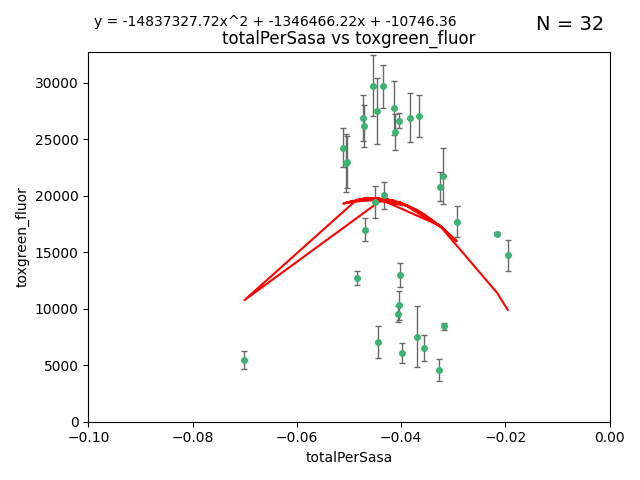 y = -14837327.72x^2 + -1346466.22x + -10746.36
N = 32
totalPerSasa vs toxgreen_fluor
30000
25000
20000
15000
10000
5000
0
toxgreen_fluor
−0.10
−0.08
−0.06
−0.04
−0.02
0.00
totalPerSasa